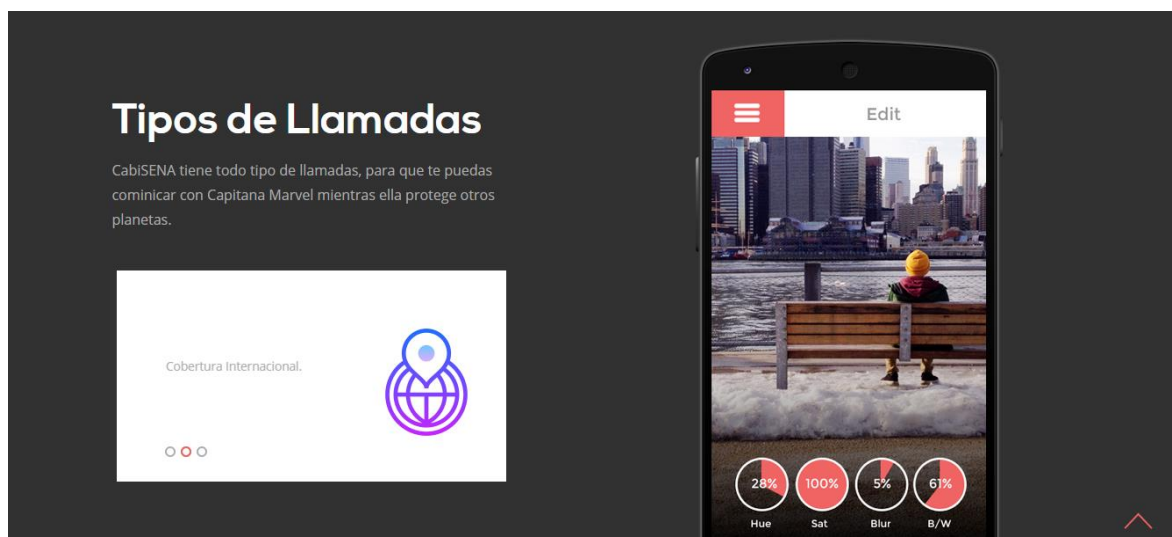 Tipos de Llamadas
CabiSENA tiene todo tipo de llamadas, para que te puedas
cominicar con Capitana Marvel mientras ella protege otros
planetas.
Cobertura Internacional.
Edit
28%
100%
5%
61%
Hue
Sat
Blur
B/W